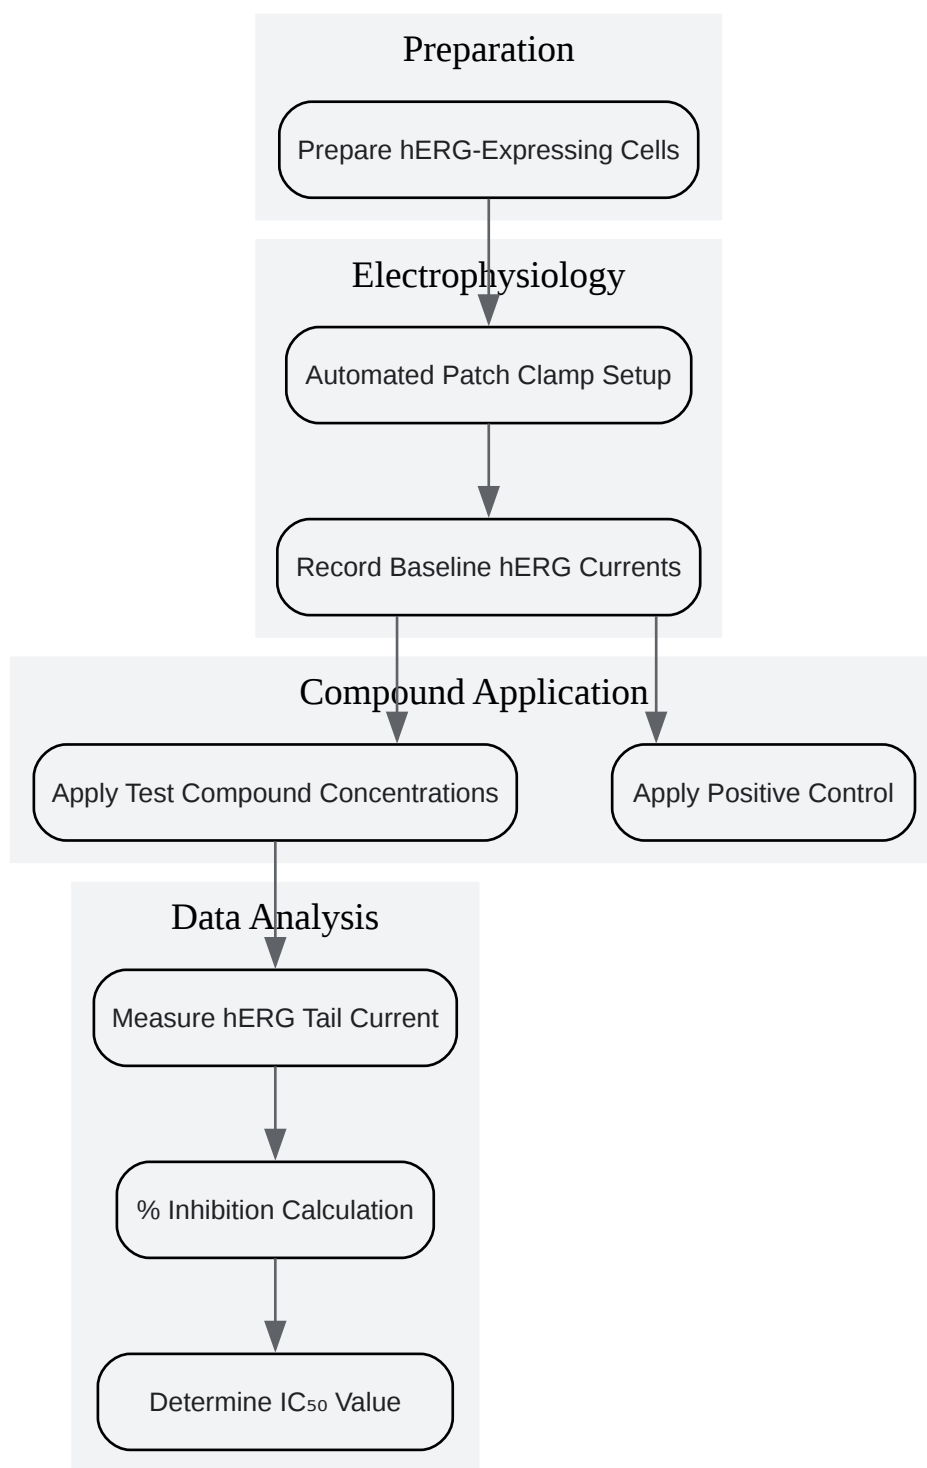 Preparation
Prepare hERG-Expressing Cells
Electrophysiology
Automated Patch Clamp Setup
Record Baseline hERG Currents
Compound Application
Apply Test Compound Concentrations
Apply Positive Control
Data Analysis
Measure hERG Tail Current
% Inhibition Calculation
Determine IC₅₀ Value